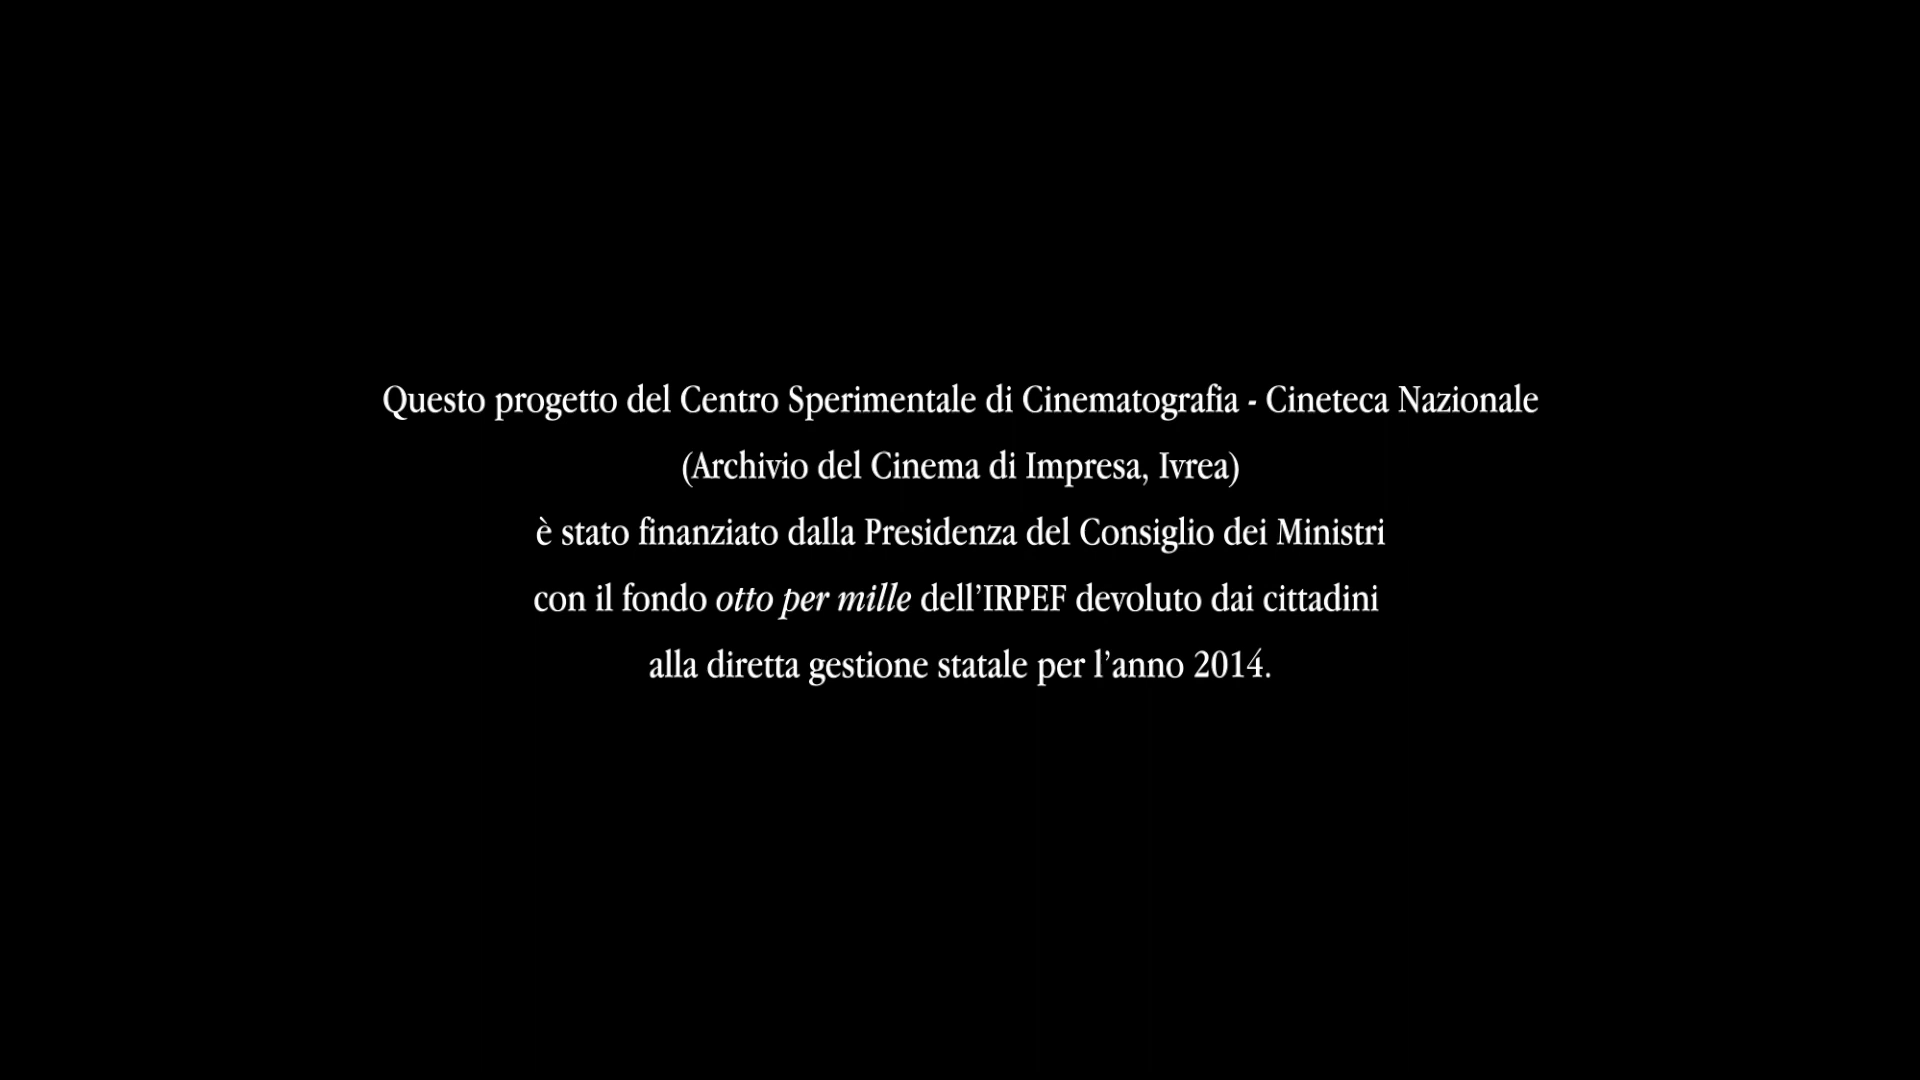 Questo progetto del Centro Sperimentale di Cinematografia - Cineteca Nazionale
(Archivio del Cinema di Impresa, Ivrea)
è stato finanziato dalla Presidenza del Consiglio dei Ministri
con il fondo otto per mille dell’IRPEF devoluto dai cittadini
alla diretta gestione statale per l’anno 2014.